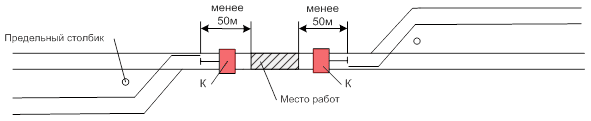 менее
50м
менее
50м
Предельный столбик
К
Место работ
К